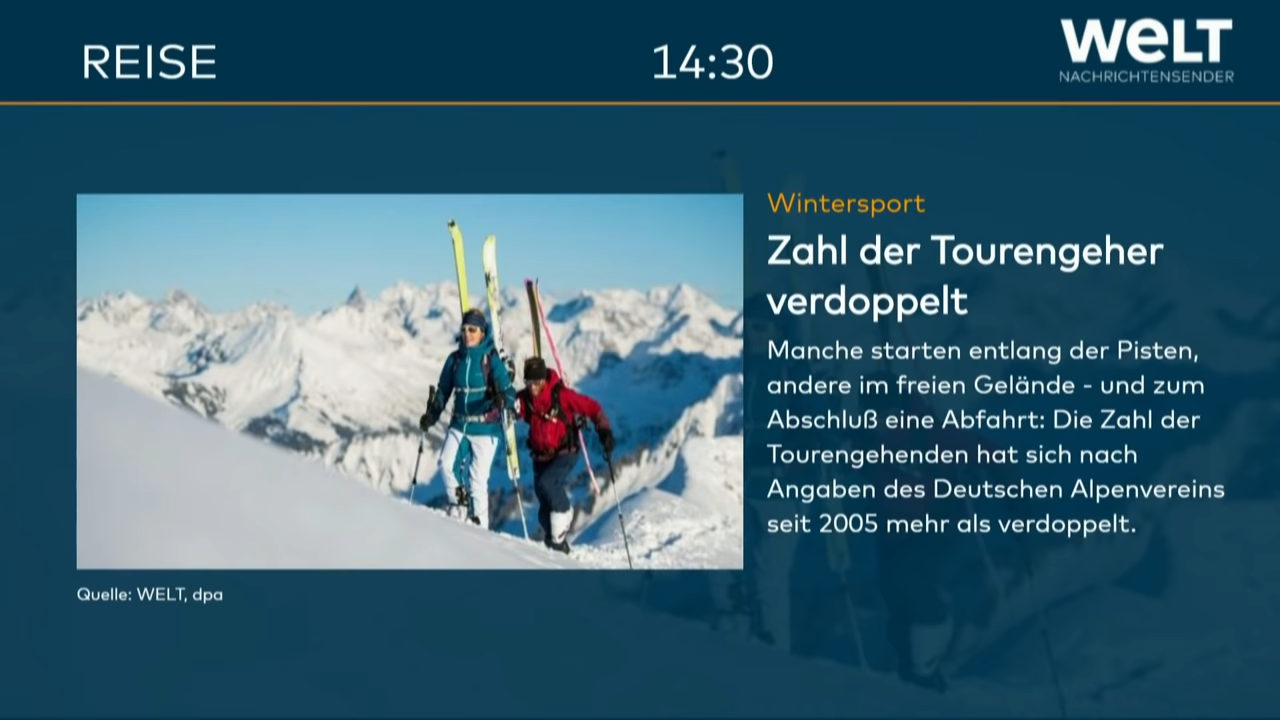 REISE
14:30
WELT
NACHRICHTENSENDER
Wintersport
Zahl der Tourengeher
verdoppelt
Manche starten entlang der Pisten,
andere im freien Gelände - und zum
Abschluß eine Abfahrt: Die Zahl der
Tourengehenden hat sich nach
Angaben des Deutschen Alpenvereins
seit 2005 mehr als verdoppelt.
Quelle: WELT, dpa